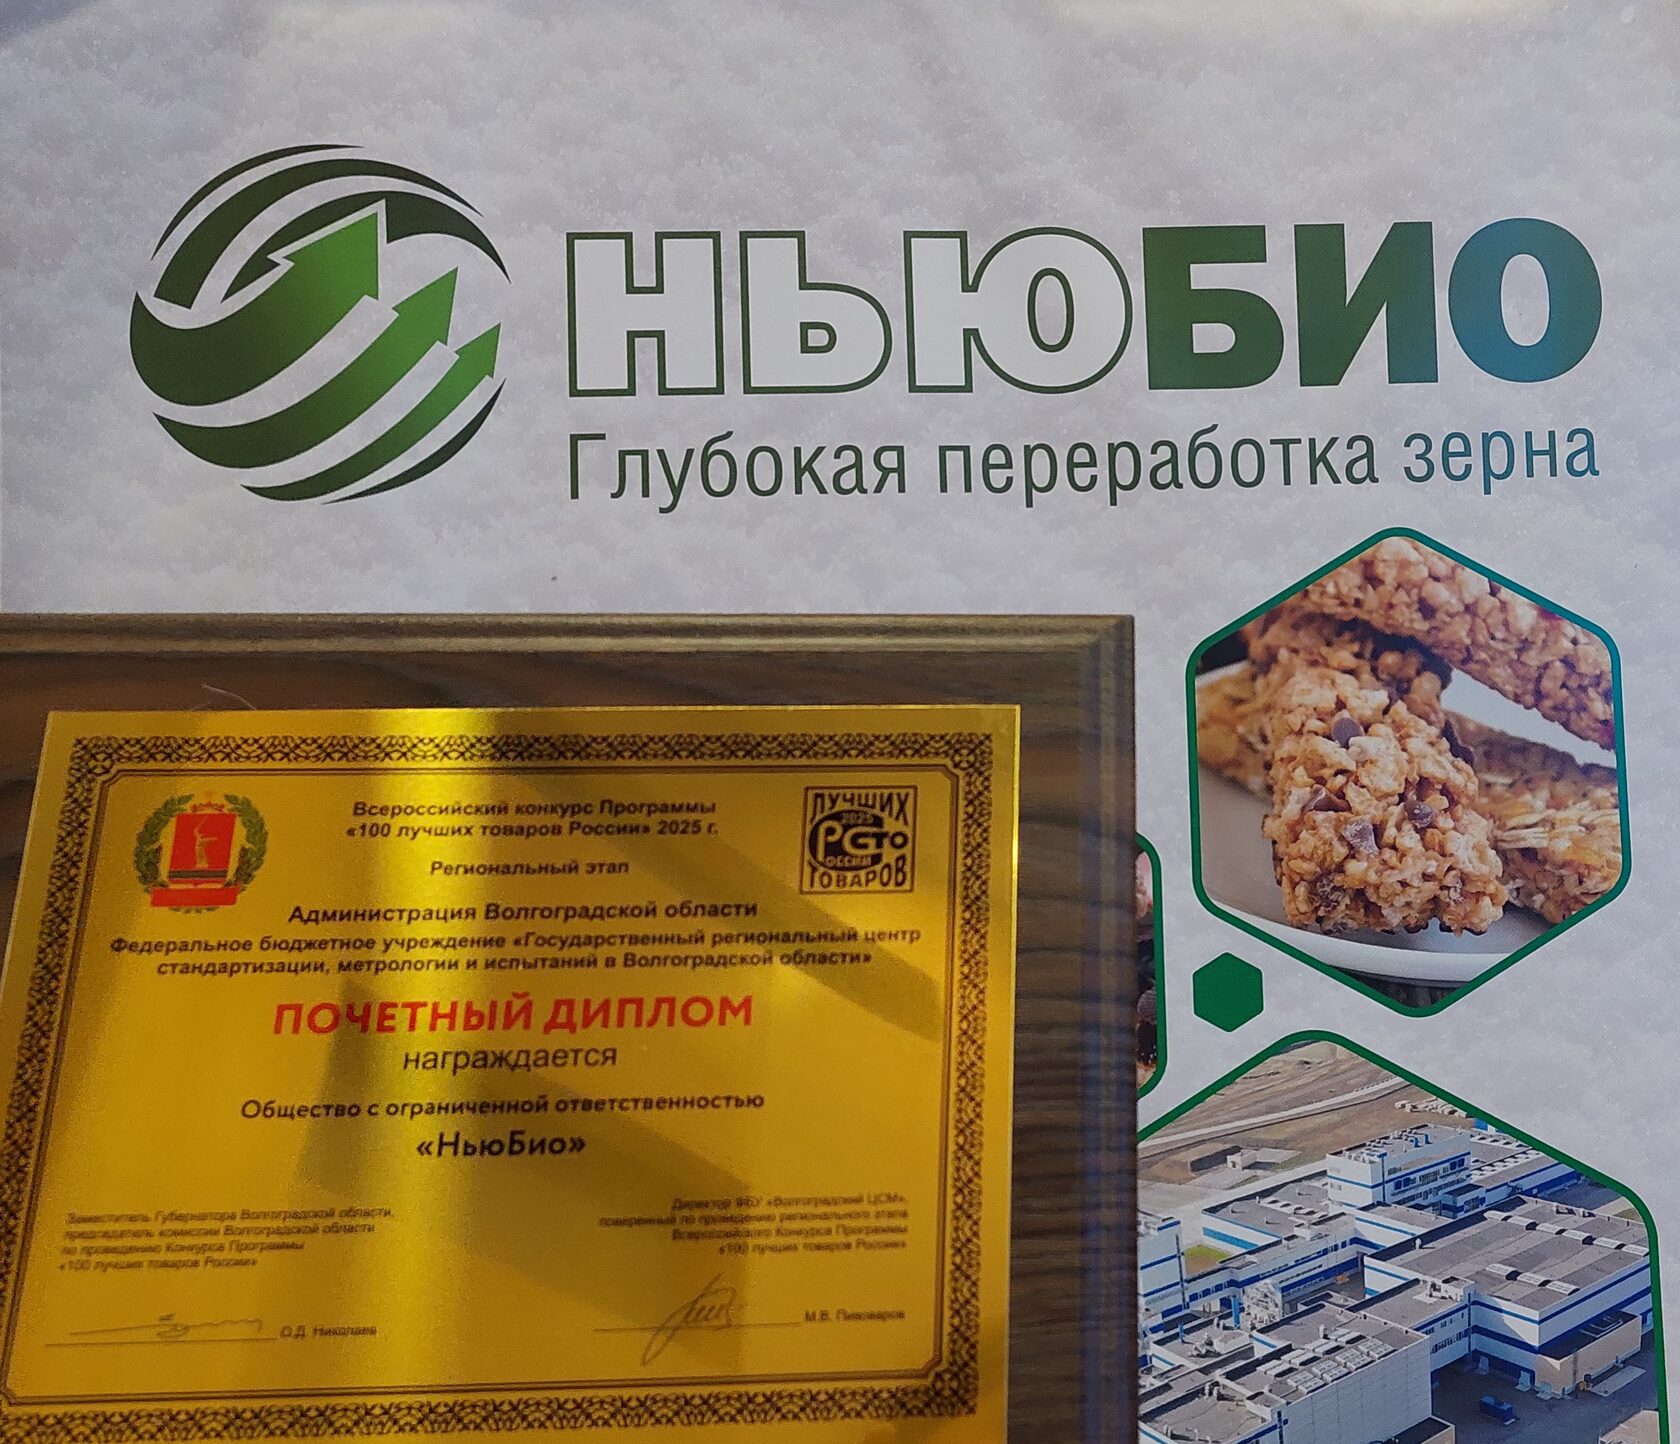 НЬЮБИО
Глубокая переработка зерна
Всероссийский конкурс Программы
«100 лучших товаров России» 2025 г.
Региональный этап
ЛУЧШИХ
2025
РСТО
ОССИИ
ТОВАРОВ
Администрация Волгоградской области
Федеральное бюджетное учреждение «Государственный региональный центр
стандартизации, метрологии и испытаний в Волгоградской области»
ПОЧЕТНЫЙ ДИПЛОМ
награждается
Общество с ограниченной ответственностью
«НьюБио»
Заместитель Губернатора Волгоградской области,
председатель комиссии Волгоградской области
по проведению Конкурса Программы
«100 лучших товаров России»
О.Д. Николаев
Директор ФБУ «Волгоградский ЦСМ»,
поверенный по проведению регионального этапа
Всероссийского Конкурса Программы
«100 лучших товаров России»
М.В. Пивоваров